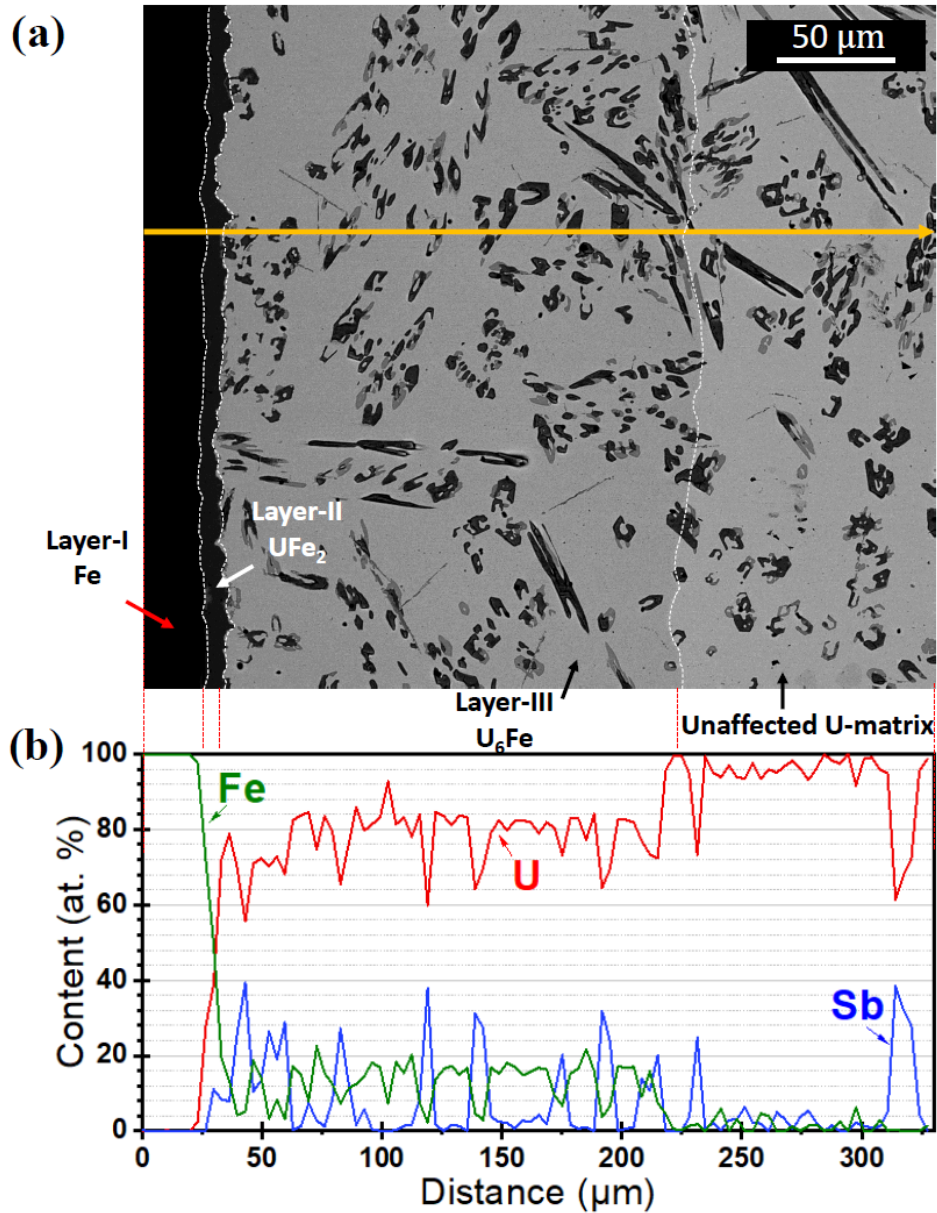 (a)
50 µm
Layer-II
UFe₂
Layer-I
Fe
Layer-III
U₆Fe
Unaffected U-matrix
(b)
Content (at. %)
100
80
60
40
20
0
Fe
U
Sb
0 50 100 150 200 250 300
Distance (µm)